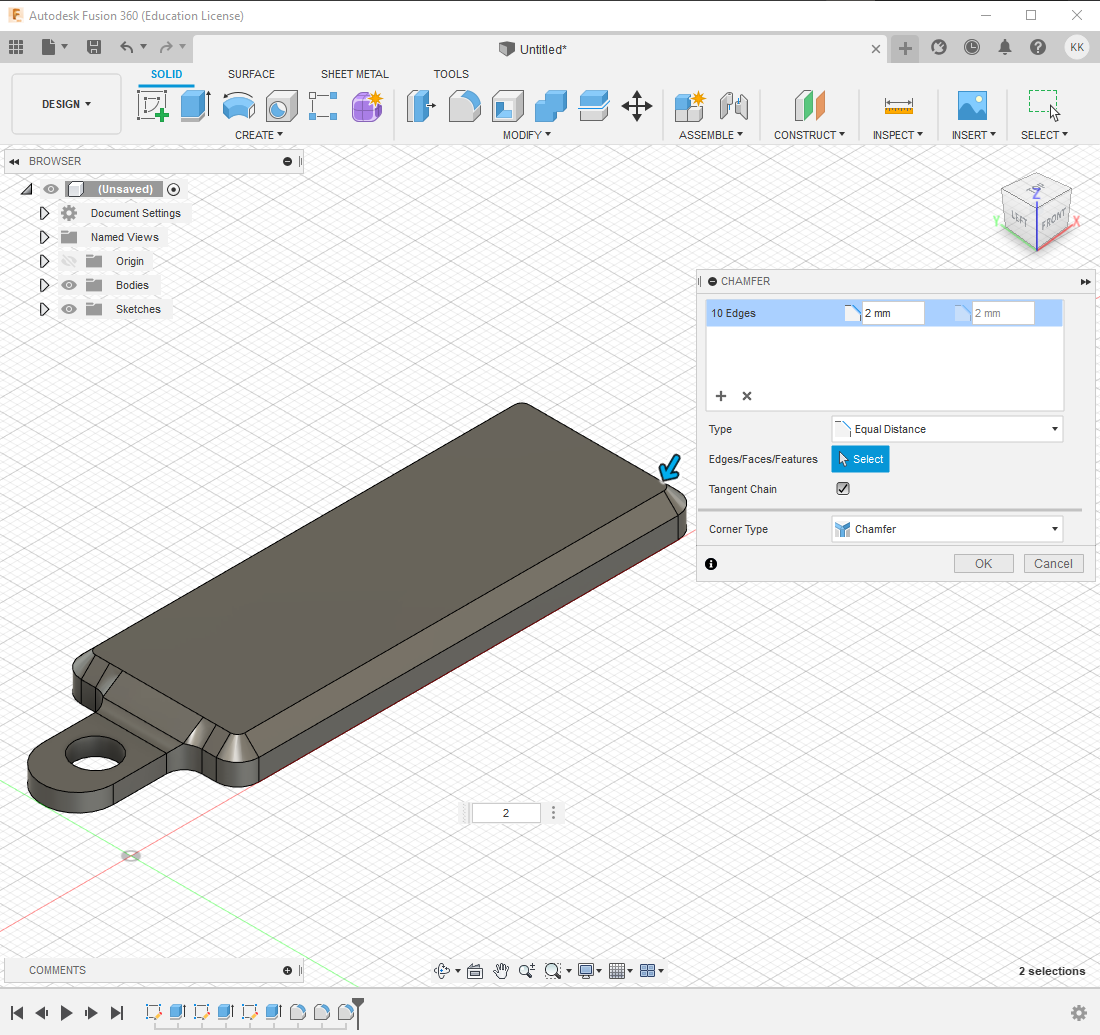 Autodesk Fusion 360 (Education License)
Untitled*
KK
DESIGN
SOLID SURFACE SHEET METAL TOOLS
CREATE MODIFY ASSEMBLE CONSTRUCT INSPECT INSERT SELECT
BROWSER
(Unsaved)
Document Settings
Named Views
Origin
Bodies
Sketches
Z
Y
X
LEFT
FRONT
CHAMFER
10 Edges 2 mm 2 mm
Type Equal Distance
Edges/Faces/Features Select
Tangent Chain
Corner Type Chamfer
OK Cancel
2
COMMENTS
2 selections